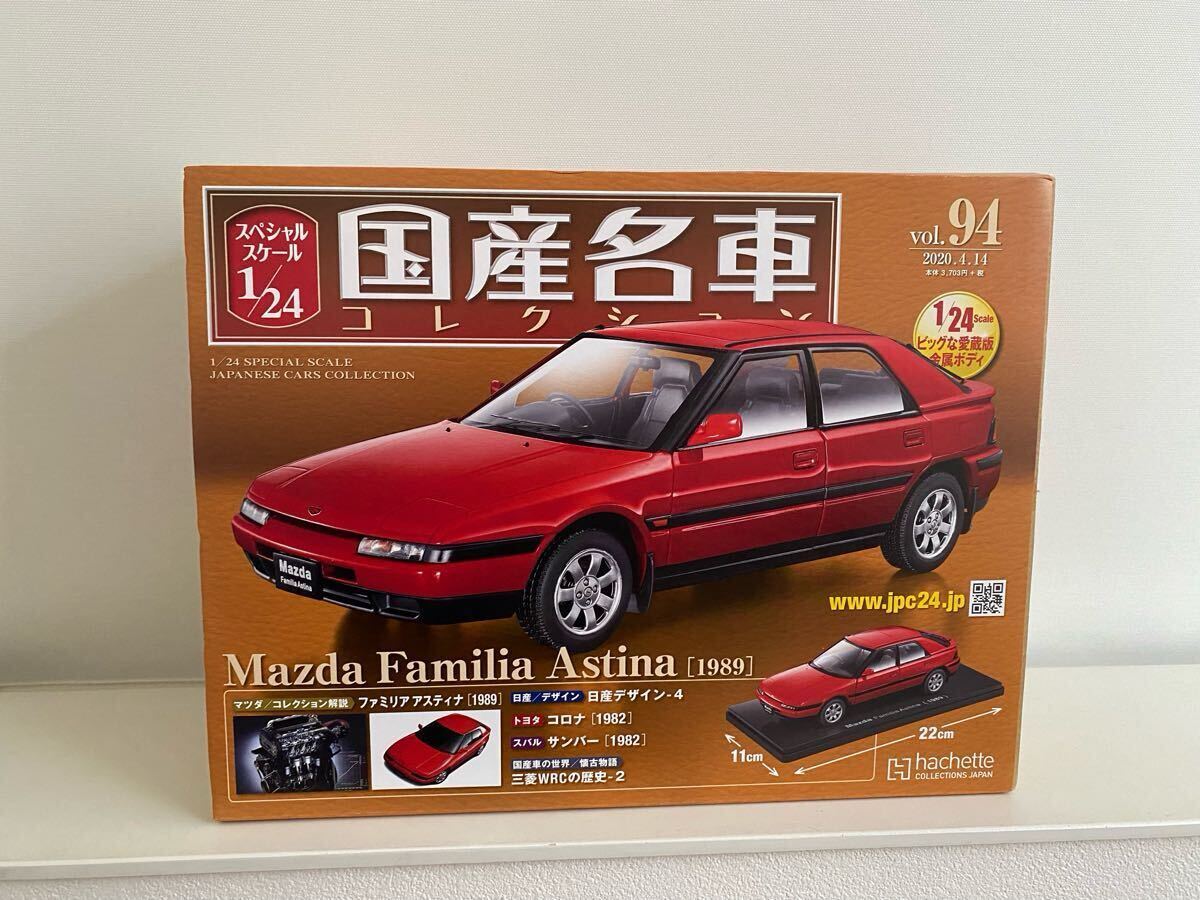 スペシャル
スケール
1/24
国産名車
コレクション
1/24 SPECIAL SCALE
JAPANESE CARS COLLECTION
vol.94
2020.4.14
本体 3,703円+税
1/24 Scale
ビッグな愛蔵版
金属ボディ
Mazda
Familia Astina
www.jpc24.jp
Mazda Familia Astina [1989]
マツダ/コレクション解説 ファミリア アスティナ [1989]
日産/デザイン 日産デザイン-4
トヨタ コロナ [1982]
スバル サンバー [1982]
国産車の世界/懐古物語
三菱WRCの歴史-2
Mazda Familia Astina (1989)
11cm
22cm
hachette
COLLECTIONS JAPAN